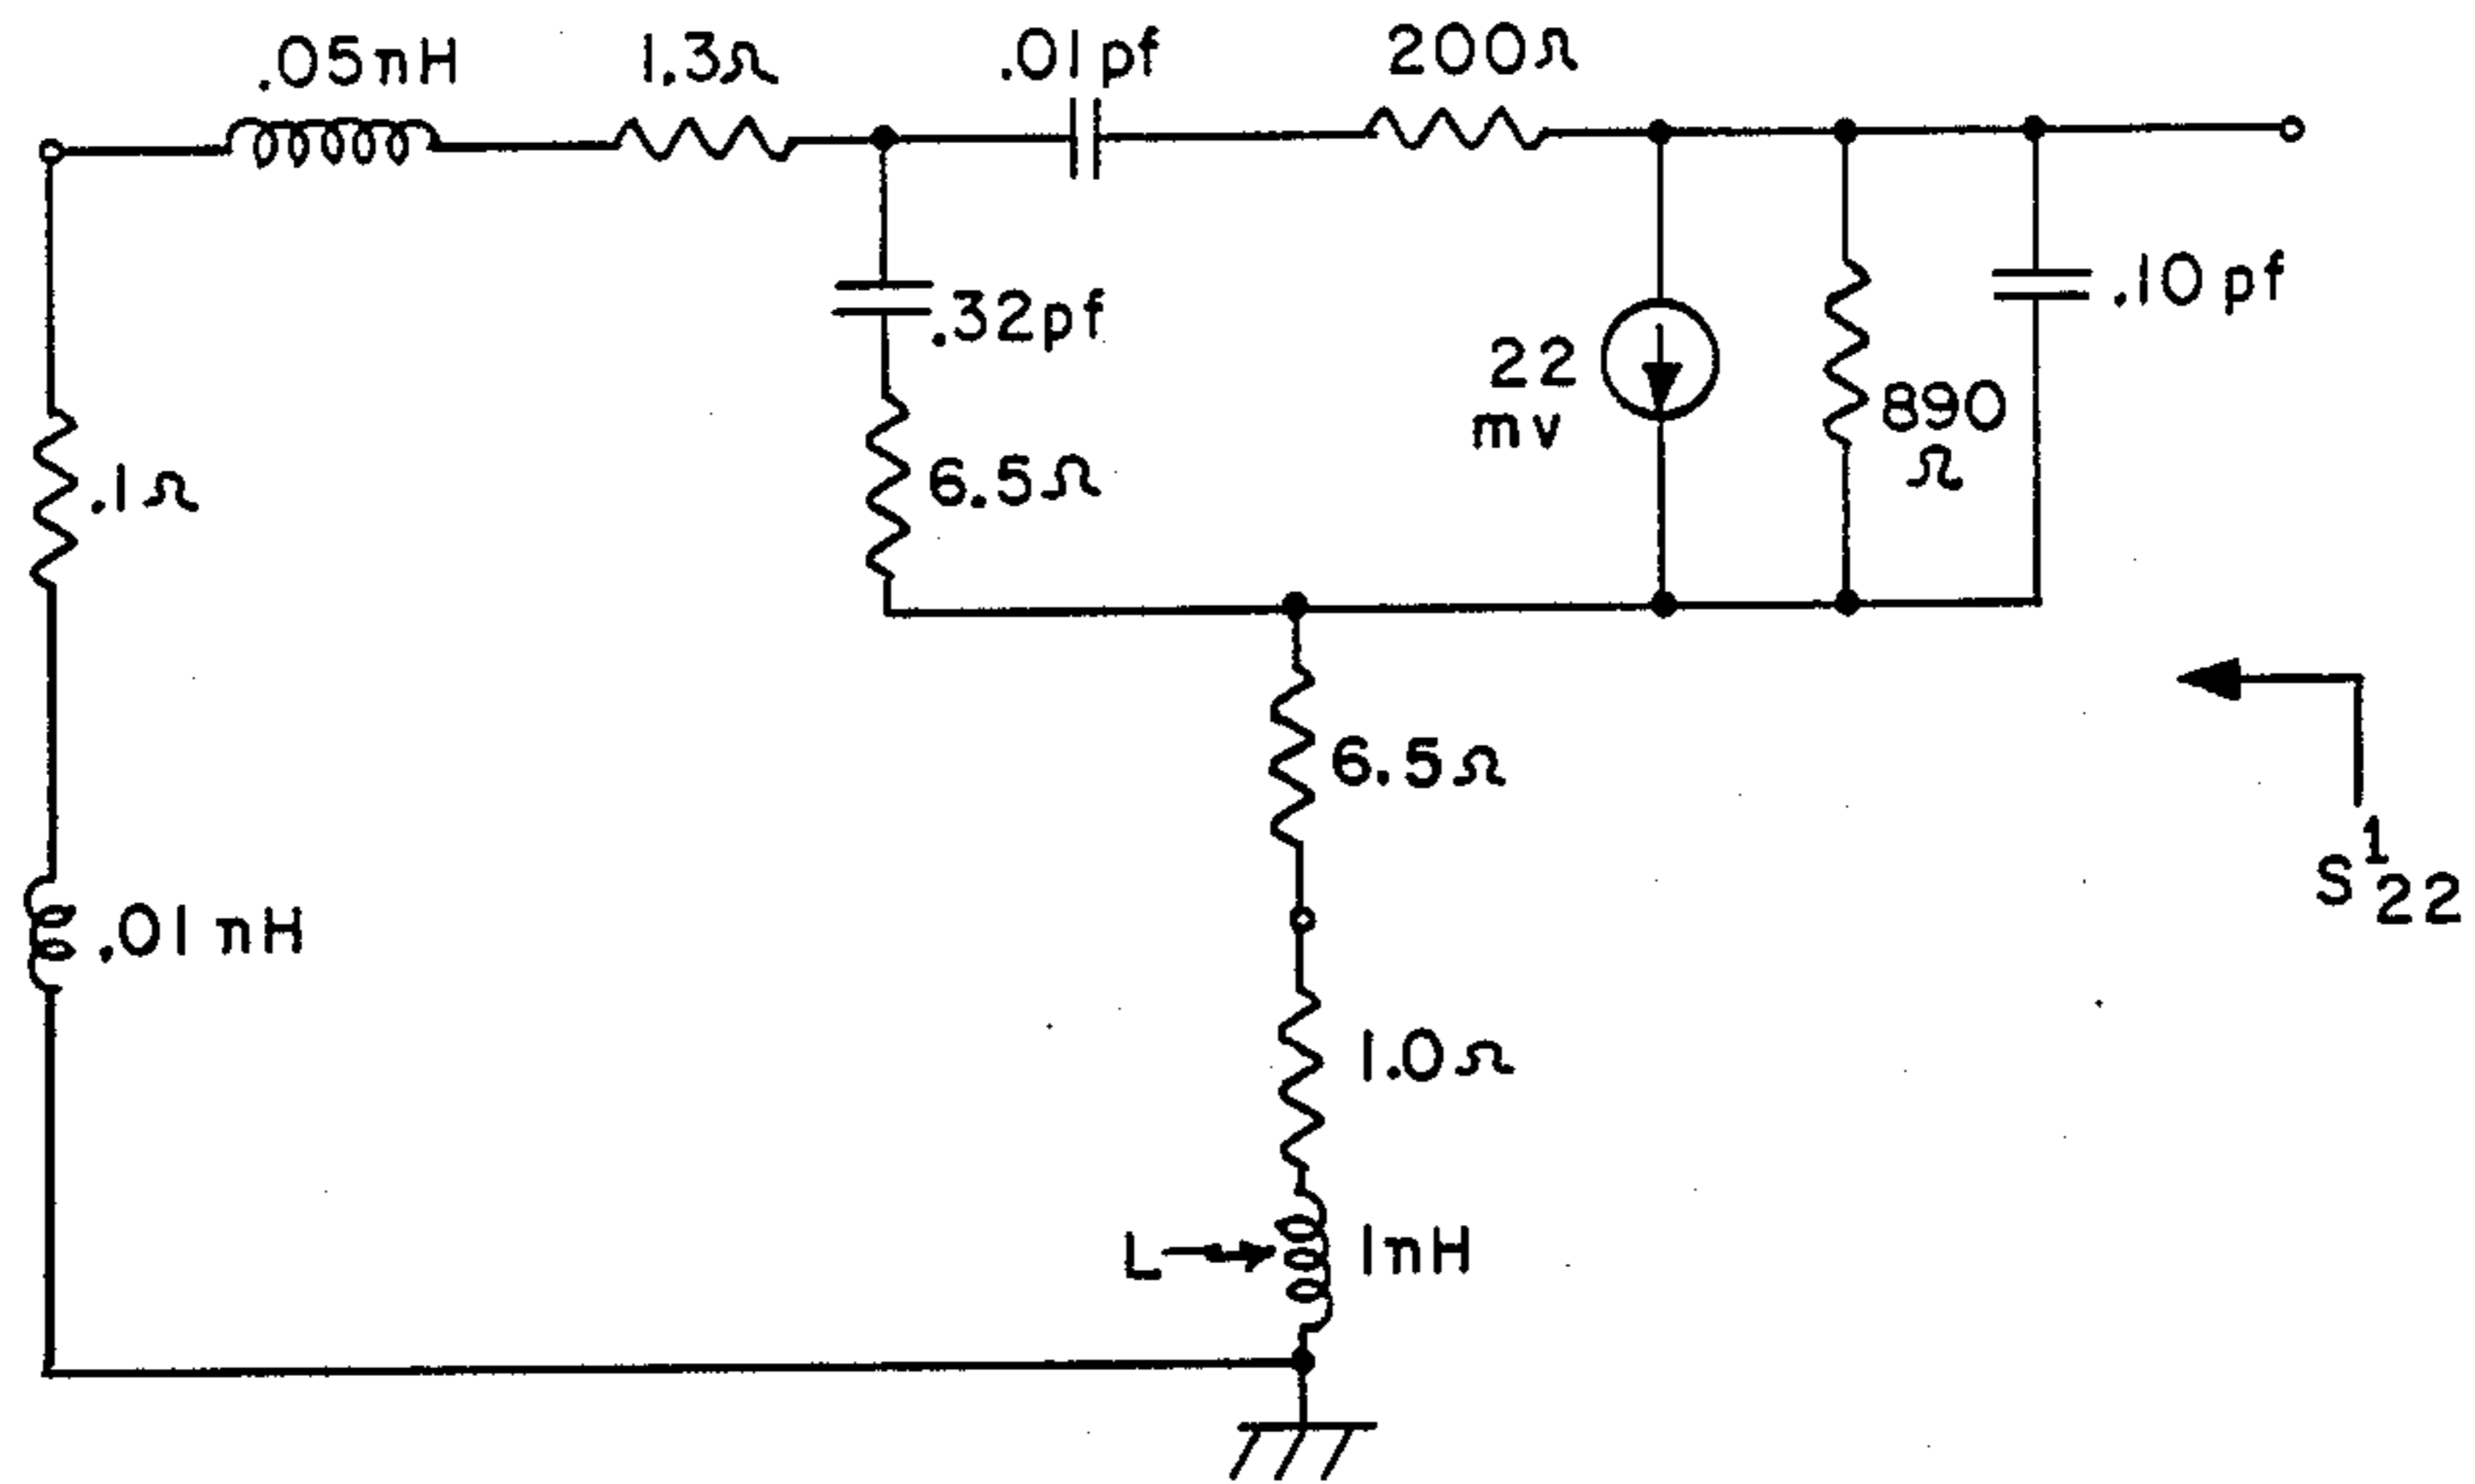 .05nH
1.3Ω
.01pf
200Ω
.32pf
6.5Ω
22
mv
890
Ω
.10pf
.1Ω
.01nH
6.5Ω
1.0Ω
L
1nH
S¹22